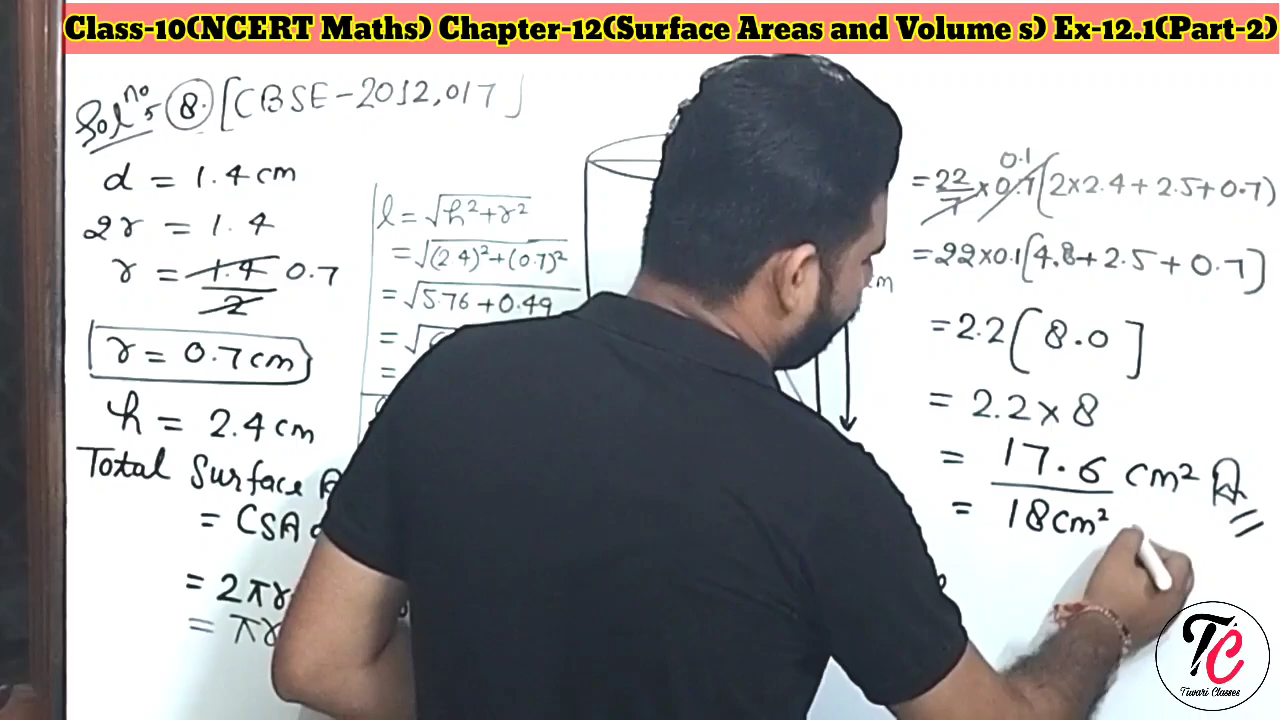 Class-10(NCERT Maths) Chapter-12(Surface Areas and Volume s) Ex-12.1(Part-2)
Solⁿᵒ 8. [CBSE-2012,017]
d = 1.4 cm
2r = 1.4
r = 1.4/2 0.7
r = 0.7 cm
h = 2.4 cm
Total Surface
= CSA
= 2πr
= πr
l = √h²+r²
= √(2.4)²+(0.7)²
= √5.76+0.49
= √
=
= 22/7 × 0.7 0.1 (2×2.4 + 2.5 + 0.7)
= 22×0.1[4.8+2.5+0.7]
= 2.2[8.0]
= 2.2×8
= 17.6 cm²
= 18cm²
TC
Tiwari Classes